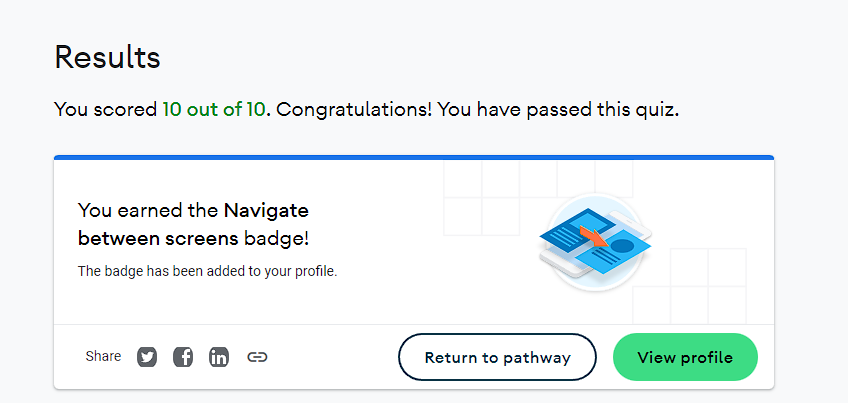 Results
You scored 10 out of 10. Congratulations! You have passed this quiz.
You earned the Navigate
between screens badge!
The badge has been added to your profile.
Share
Return to pathway
View profile